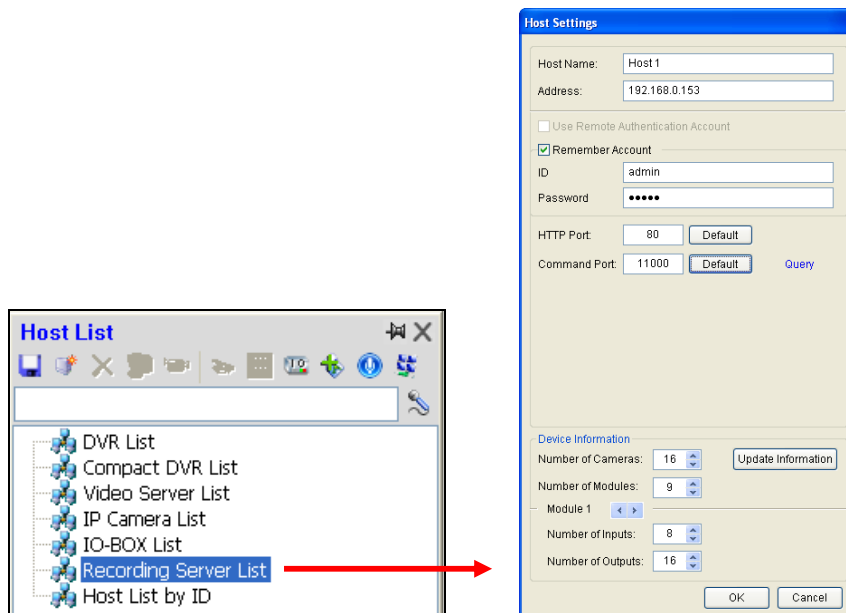 Host Settings
Host Name: Host 1
Address: 192.168.0.153
Use Remote Authentication Account
Remember Account
ID admin
Password •••••
HTTP Port: 80 Default
Command Port: 11000 Default Query
Device Information
Number of Cameras: 16 Update Information
Number of Modules: 9
Module 1
Number of Inputs: 8
Number of Outputs: 16
OK Cancel
Host List
DVR List
Compact DVR List
Video Server List
IP Camera List
IO-BOX List
Recording Server List
Host List by ID